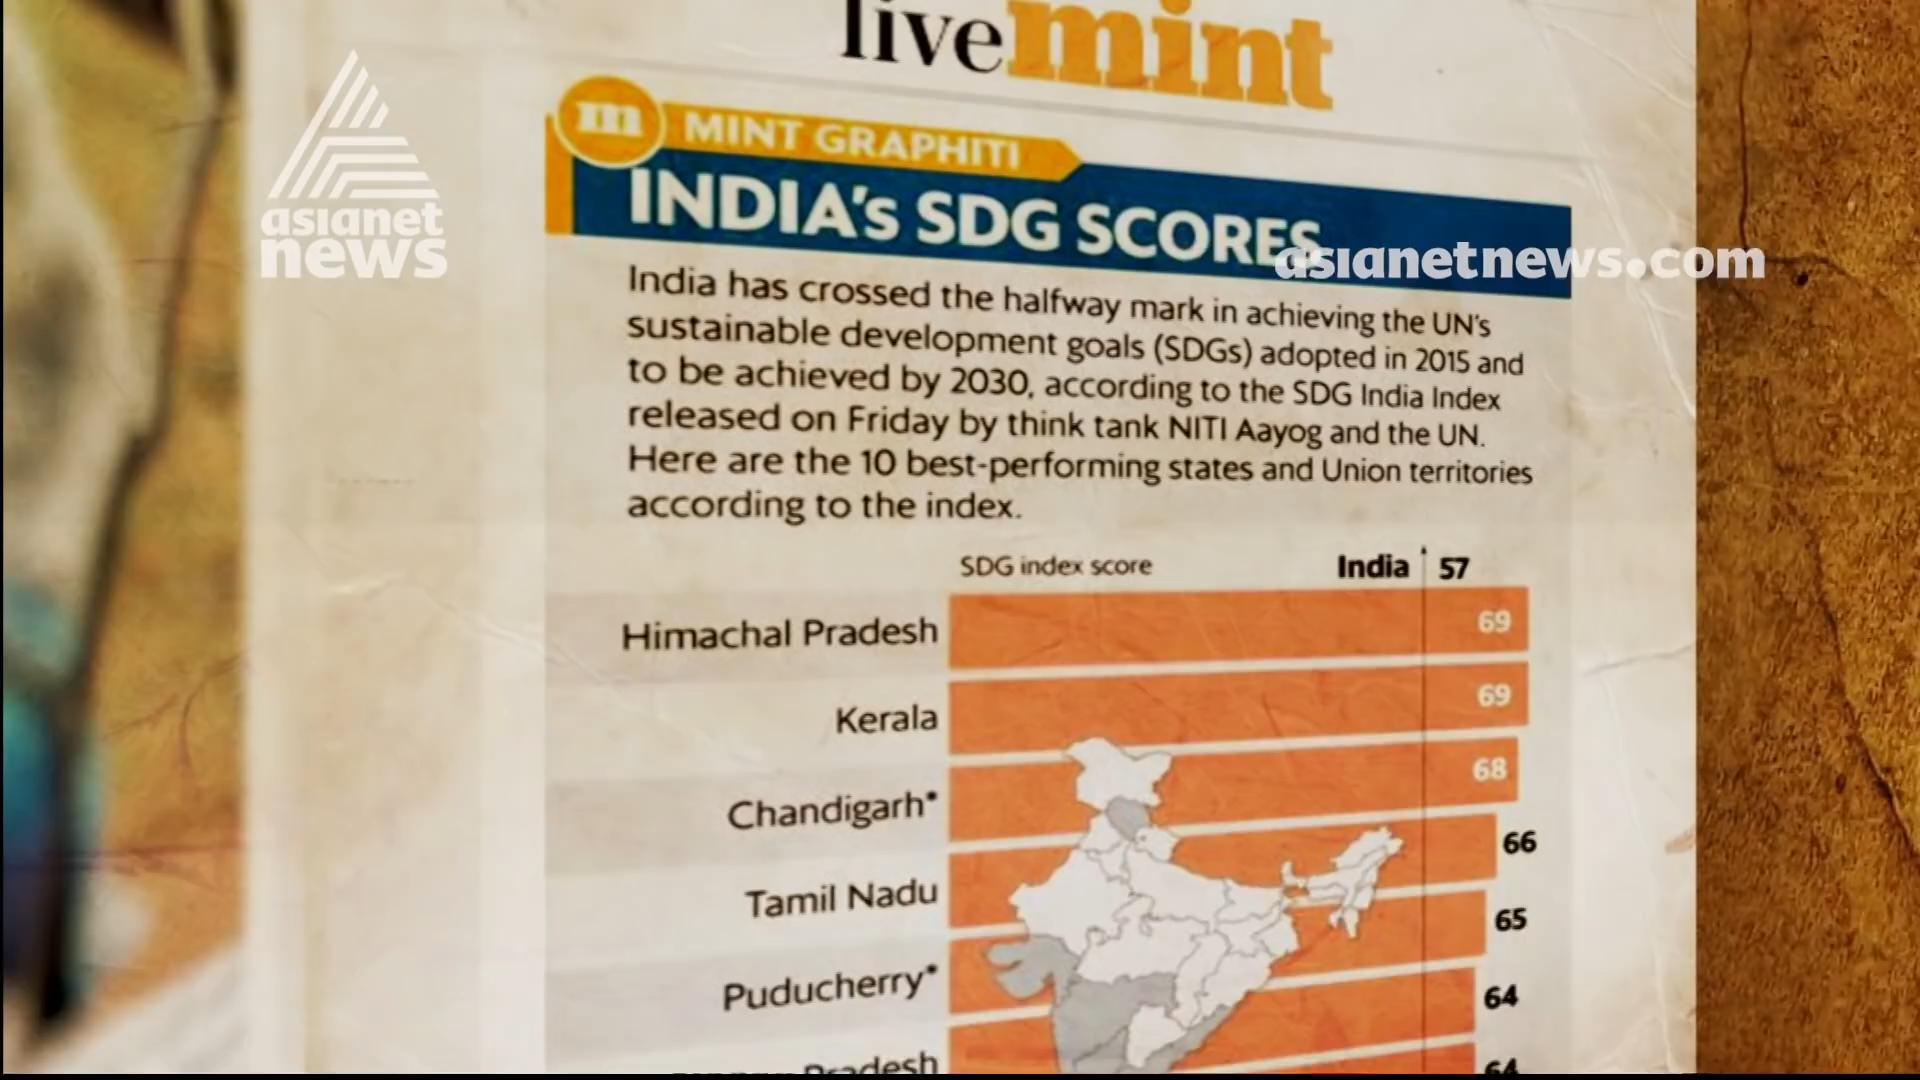 livemint
asianet
news
m
MINT GRAPHITI
INDIA's SDG SCORES
asianetnews.com
India has crossed the halfway mark in achieving the UN's
sustainable development goals (SDGs) adopted in 2015 and
to be achieved by 2030, according to the SDG India Index
released on Friday by think tank NITI Aayog and the UN.
Here are the 10 best-performing states and Union territories
according to the index.
SDG index score India 57
Himachal Pradesh 69
Kerala 69
Chandigarh* 68
Tamil Nadu 66
Puducherry* 65
64
Pradesh 64